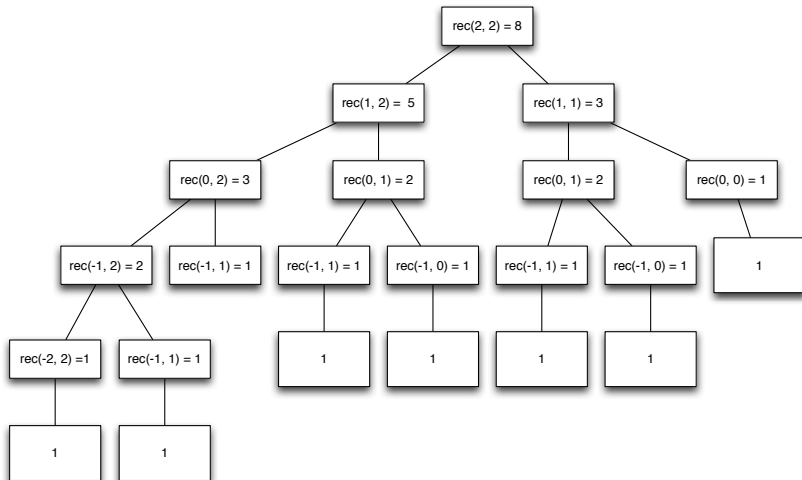 rec(2, 2) = 8
rec(1, 2) =  5
rec(1, 1) = 3
rec(0, 2) = 3
rec(0, 1) = 2
rec(0, 1) = 2
rec(0, 0) = 1
rec(-1, 2) = 2
rec(-1, 1) = 1
rec(-1, 1) = 1
rec(-1, 0) = 1
rec(-1, 1) = 1
rec(-1, 0) = 1
1
rec(-2, 2) =1
rec(-1, 1) = 1
1
1
1
1
1
1